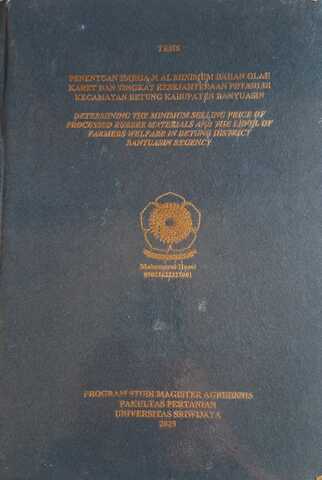 TESIS
PENENTUAN HARGA JUAL MINIMUM BAHAN OLAH
KARET DAN TINGKAT KESEJAHTERAAN PETANI DI
KECAMATAN BETUNG KABUPATEN BANYUASIN
DETERMINING THE MINIMUM SELLING PRICE OF
PROCESSED RUBBER MATERIALS AND THE LEVEL OF
FARMERS WELFARE IN BETUNG DISTRICT
BANYUASIN REGENCY
PROGRAM STUDI MAGISTER AGRIBISNIS
FAKULTAS PERTANIAN
UNIVERSITAS SRIWIJAYA
2025